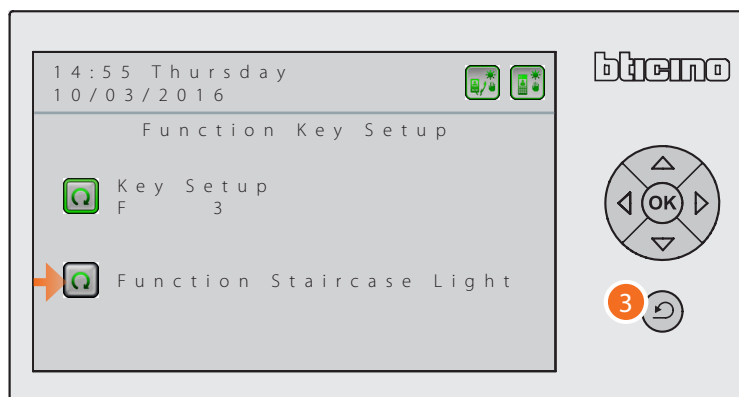 14:55 Thursday
10/03/2016
bticino
Function Key Setup
Key Setup
F 3
OK
Function Staircase Light
3